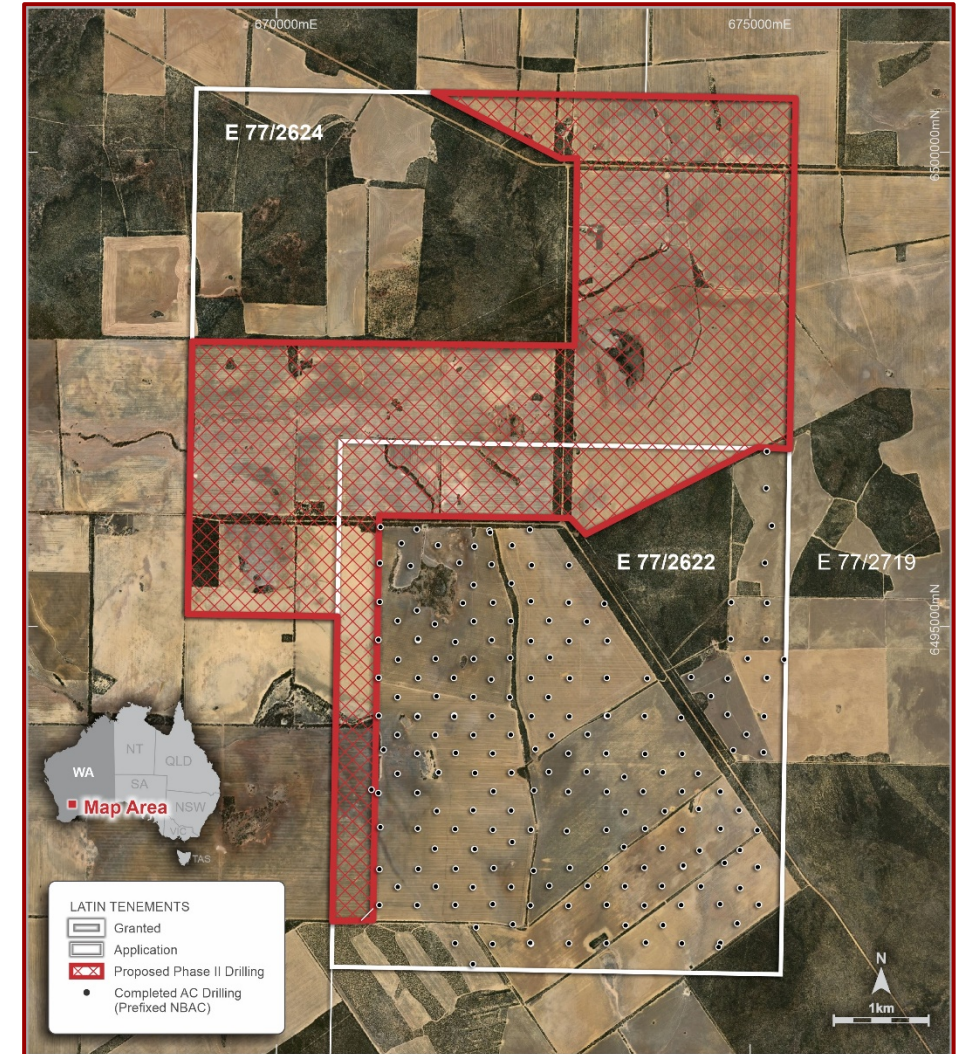 670000mE
675000mE
E 77/2624
6500000mN
E 77/2622
E 77/2719
6495000mN
NT
QLD
WA
SA
NSW
Map Area
VIC
TAS
LATIN TENEMENTS
Granted
Application
Proposed Phase II Drilling
Completed AC Drilling
(Prefixed NBAC)
N
1km